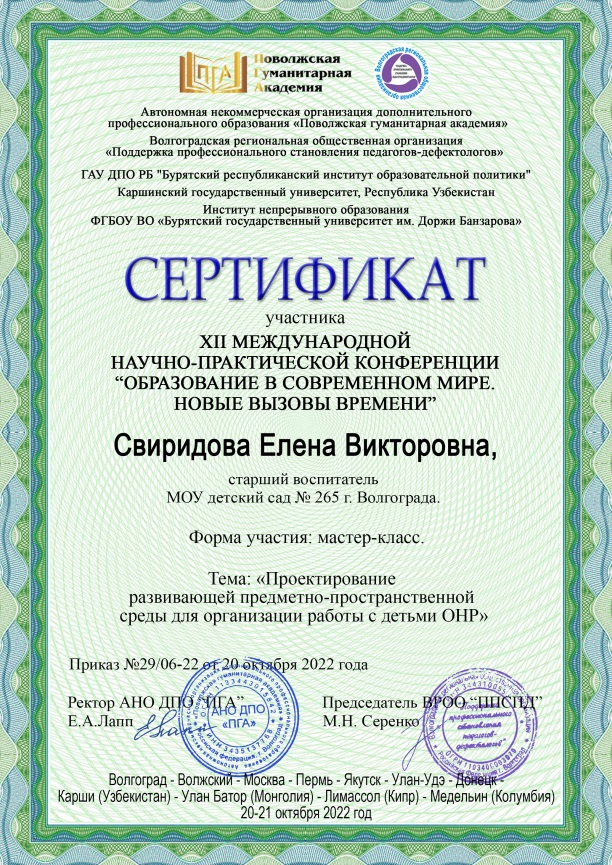 ПГА
Поволжская
Гуманитарная
Академия
Автономная некоммерческая организация дополнительного
профессионального образования «Поволжская гуманитарная академия»
Волгоградская региональная общественная организация
«Поддержка профессионального становления педагогов-дефектологов»
ГАУ ДПО РБ "Бурятский республиканский институт образовательной политики"
Каршинский государственный университет, Республика Узбекистан
Институт непрерывного образования
ФГБОУ ВО «Бурятский государственный университет им. Доржи Банзарова»
СЕРТИФИКАТ
участника
XII МЕЖДУНАРОДНОЙ
НАУЧНО-ПРАКТИЧЕСКОЙ КОНФЕРЕНЦИИ
“ОБРАЗОВАНИЕ В СОВРЕМЕННОМ МИРЕ.
НОВЫЕ ВЫЗОВЫ ВРЕМЕНИ”
Свиридова Елена Викторовна,
старший воспитатель
МОУ детский сад № 265 г. Волгограда.
Форма участия: мастер-класс.
Тема: «Проектирование
развивающей предметно-пространственной
среды для организации работы с детьми ОНР»
Приказ №29/06-22 от 20 октября 2022 года
Ректор АНО ДПО "ПГА"
Е.А.Лапп
Председатель ВРОО "ППСПД"
М.Н. Серенко
АНО ДПО
«ПГА»
Поддержка
профессионального
становления
педагогов-
дефектологов
Волгоград - Волжский - Москва - Пермь - Якутск - Улан-Удэ - Донецк -
Карши (Узбекистан) - Улан Батор (Монголия) - Лимассол (Кипр) - Медельин (Колумбия)
20-21 октября 2022 год